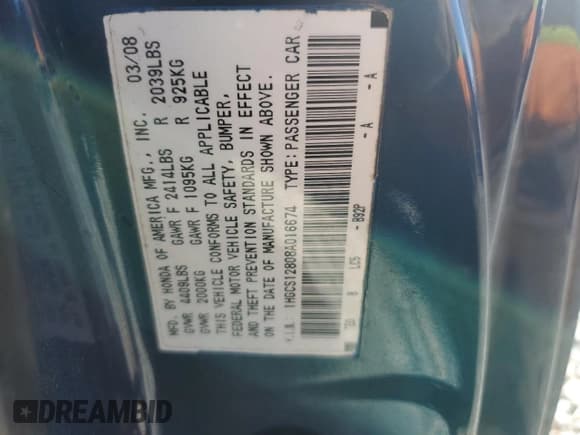 MFD. BY HONDA OF AMERICA MFG., INC. 03/08
GVWR 4409LBS GAWR F 2414LBS R 2039LBS
GVWR 2000KG GAWR F 1095KG R 925KG
THIS VEHICLE CONFORMS TO ALL APPLICABLE
FEDERAL MOTOR VEHICLE SAFETY, BUMPER,
AND THEFT PREVENTION STANDARDS IN EFFECT
ON THE DATE OF MANUFACTURE SHOWN ABOVE.
V.I.N. 1HGCS12808A016674 TYPE:PASSENGER CAR
B LCS - B92P - A - A
DREAMBID